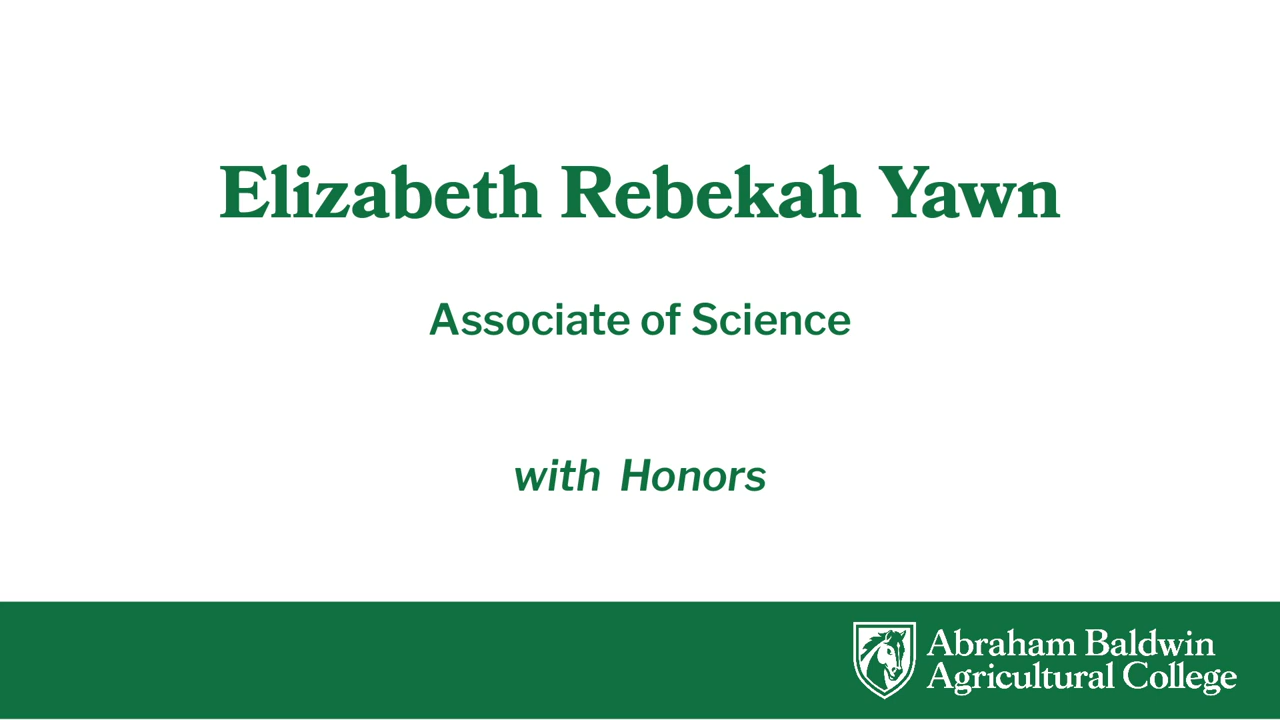 Elizabeth Rebekah Yawn
Associate of Science
with Honors
Abraham Baldwin
Agricultural College